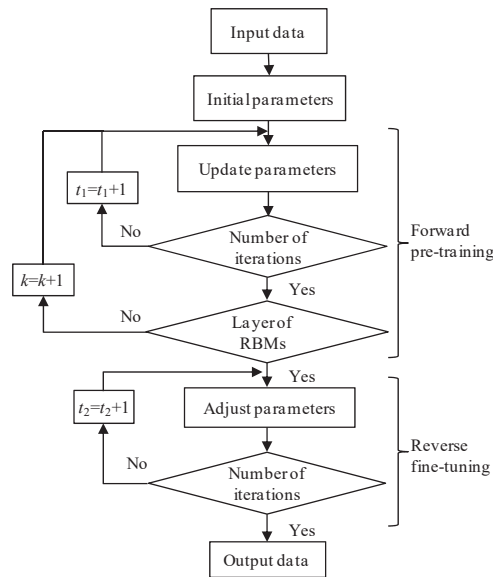 Input data
Initial parameters
Update parameters
t₁=t₁+1
No
Number of
iterations
Forward
pre-training
Yes
k=k+1
No
Layer of
RBMs
Yes
t₂=t₂+1
Adjust parameters
No
Number of
iterations
Reverse
fine-tuning
Yes
Output data